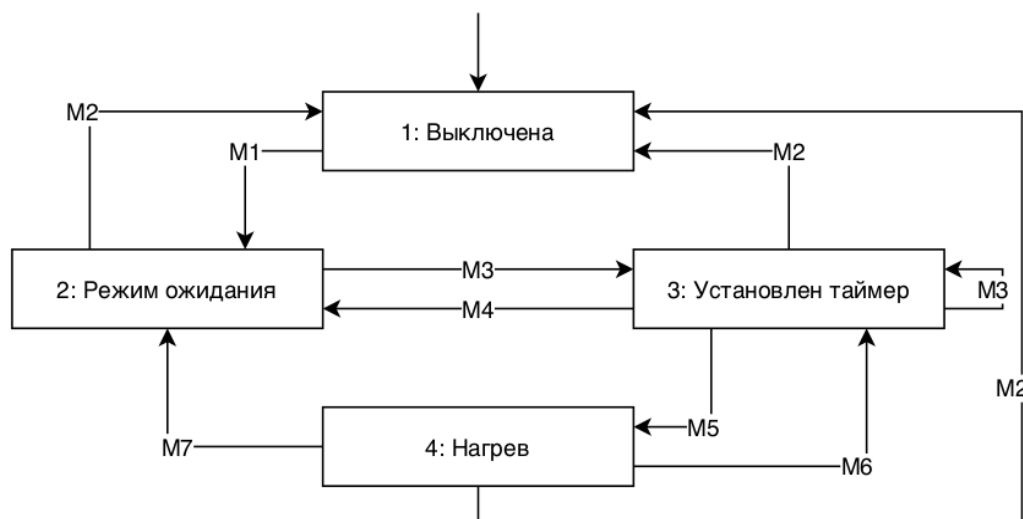 1: Выключена
M2
M1
M2
2: Режим ожидания
M3
M4
3: Установлен таймер
M3
M2
M5
4: Нагрев
M7
M6